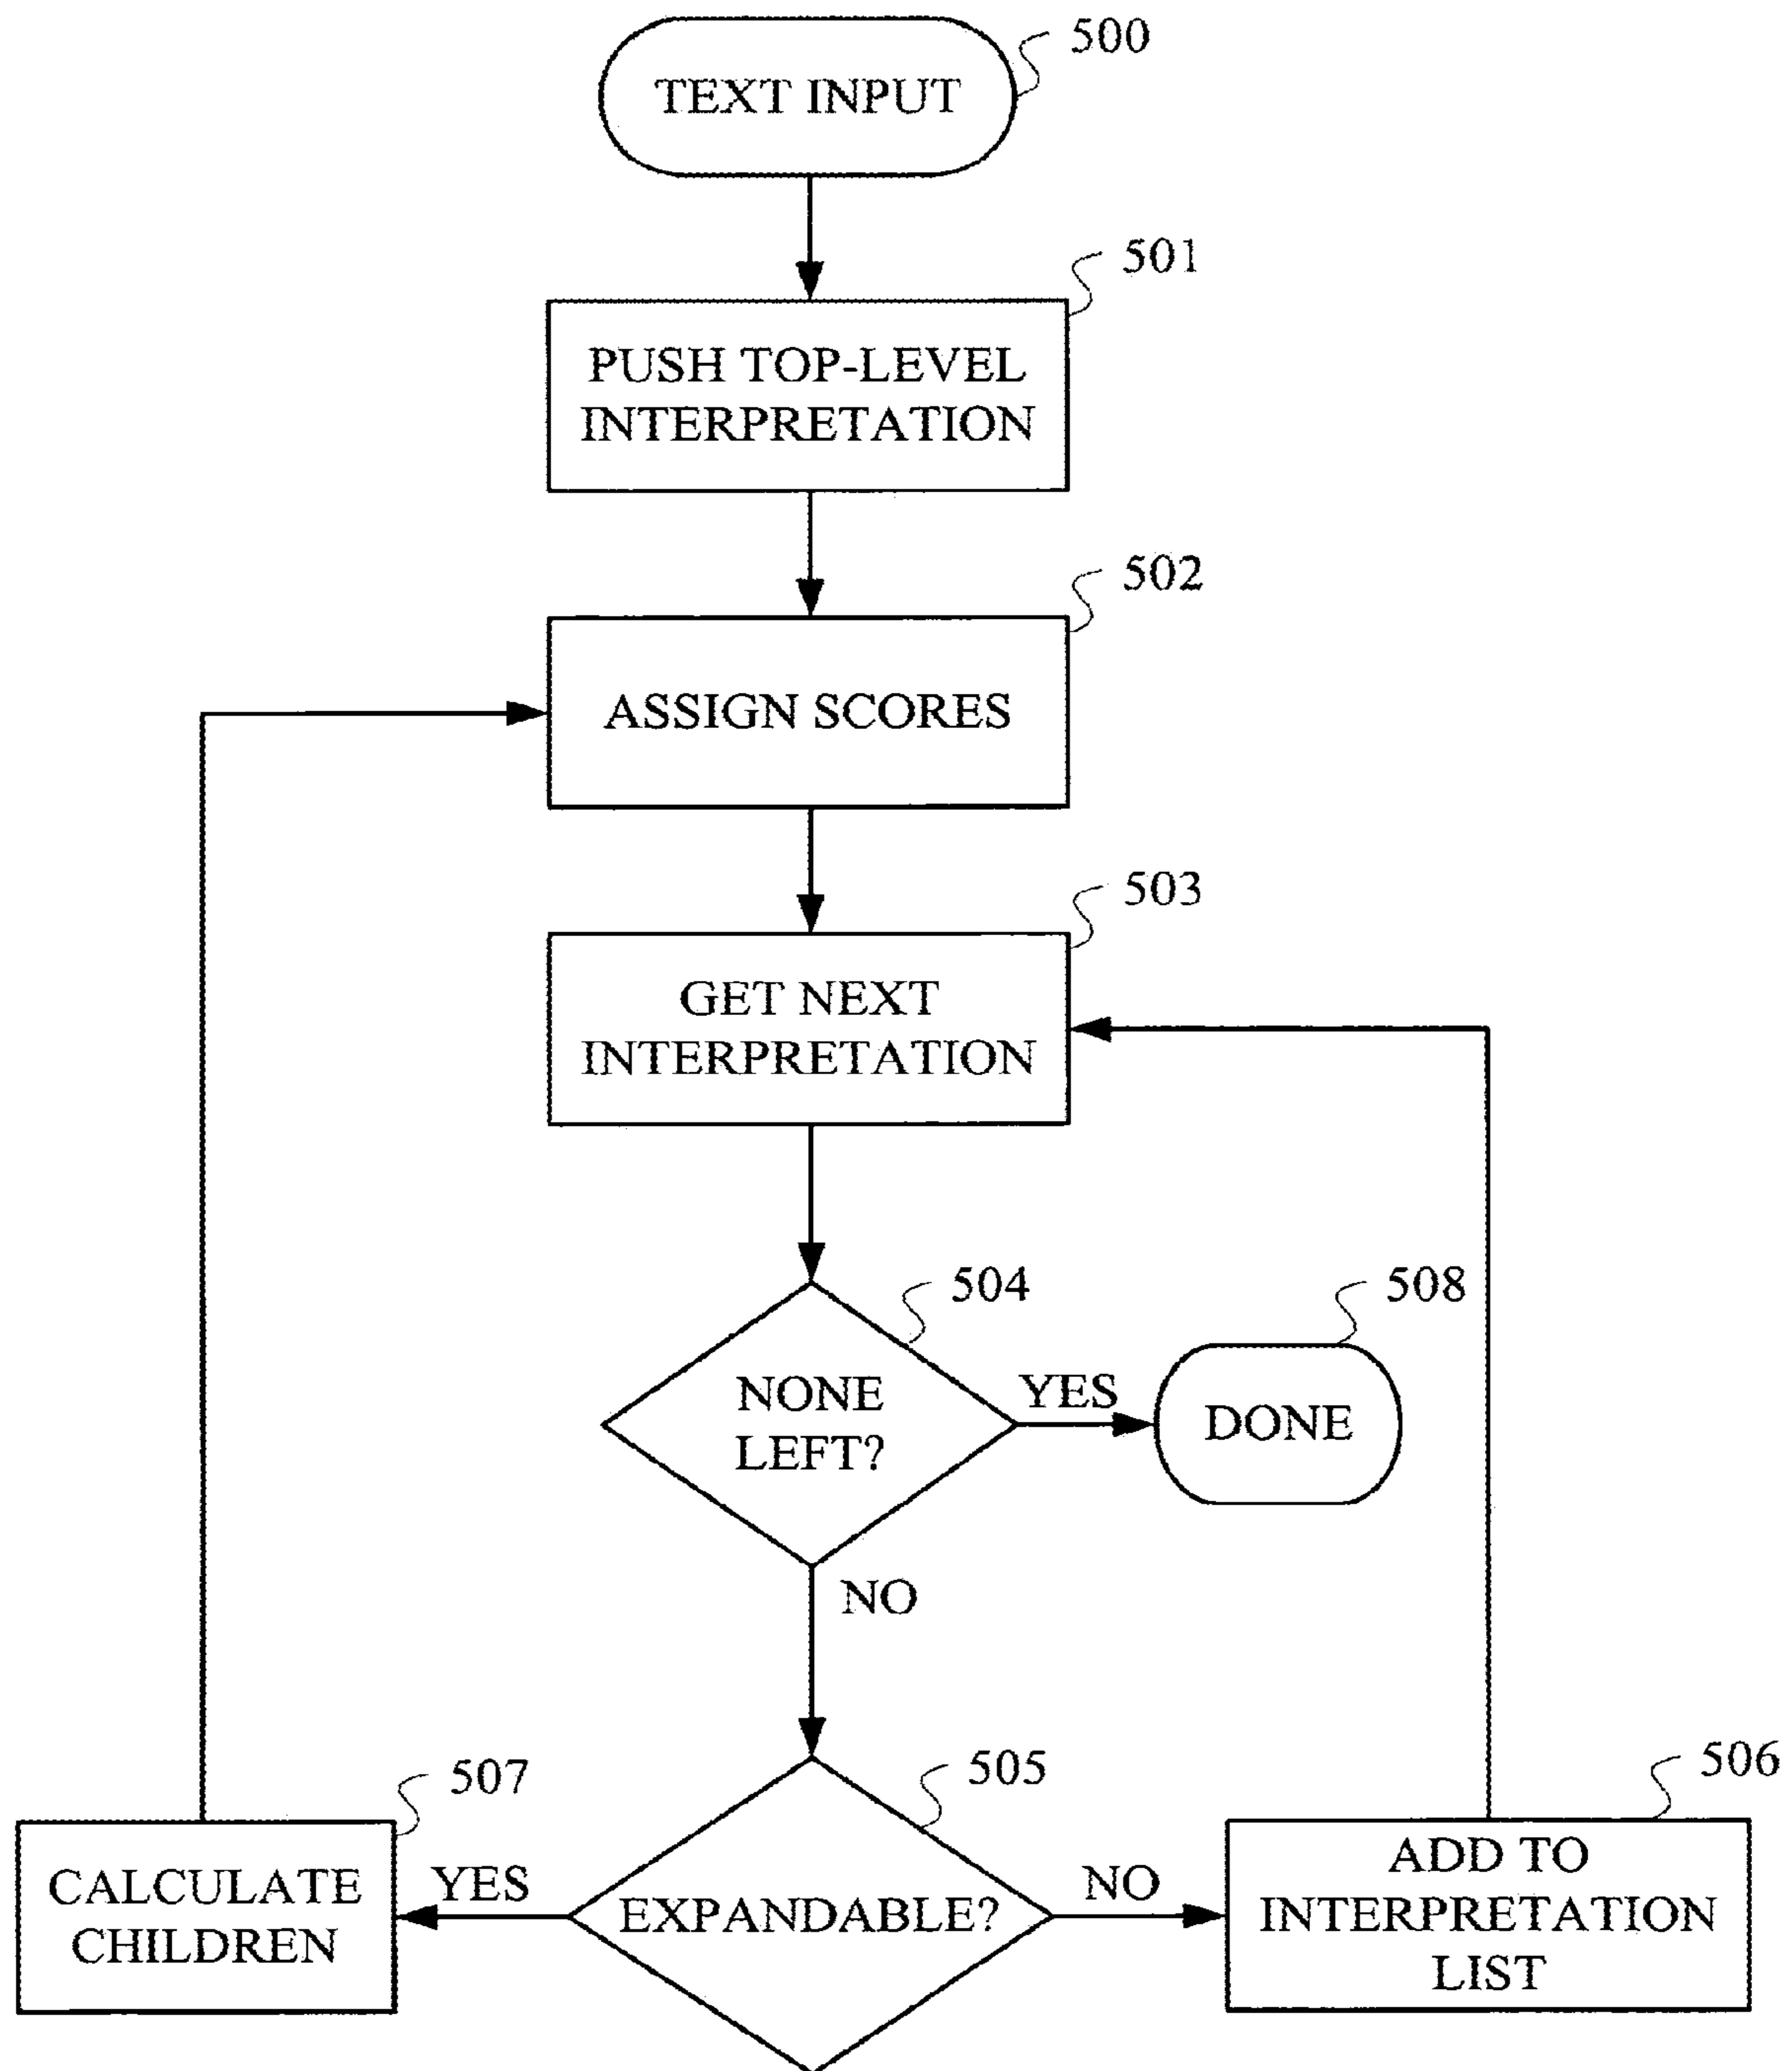 500
TEXT INPUT
501
PUSH TOP-LEVEL
INTERPRETATION
502
ASSIGN SCORES
503
GET NEXT
INTERPRETATION
504
508
NONE
LEFT?
YES
DONE
NO
507
505
506
CALCULATE
CHILDREN
YES
EXPANDABLE?
NO
ADD TO
INTERPRETATION
LIST